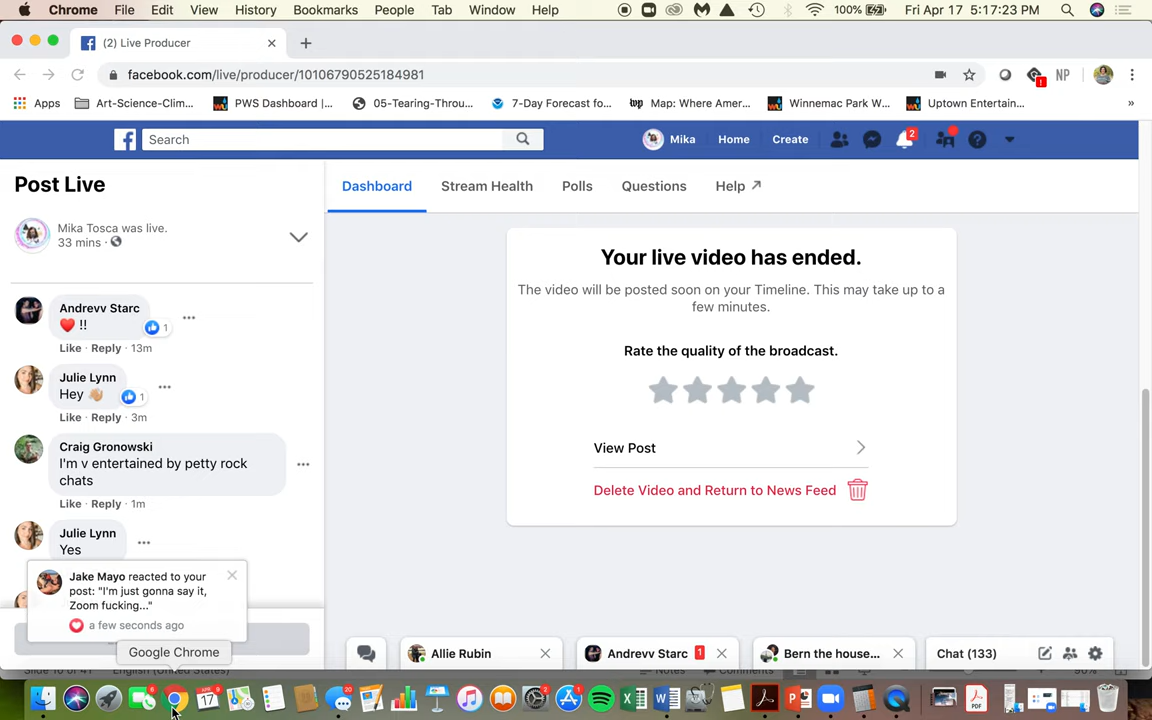 Chrome File Edit View History Bookmarks People Tab Window Help 100% Fri Apr 17 5:17:23 PM
(2) Live Producer
facebook.com/live/producer/10106790525184981 NP
Apps Art-Science-Clim... PWS Dashboard |... 05-Tearing-Throu... 7-Day Forecast fo... Map: Where Amer... Winnemac Park W... Uptown Entertain... »
Search Mika Home Create 2
Post Live
Dashboard Stream Health Polls Questions Help
Mika Tosca was live.
33 mins ·
Your live video has ended.
The video will be posted soon on your Timeline. This may take up to a
few minutes.
Rate the quality of the broadcast.
View Post
Delete Video and Return to News Feed
Andrevv Starc
!!
1
Like · Reply · 13m
Julie Lynn
Hey
1
Like · Reply · 3m
Craig Gronowski
I'm v entertained by petty rock
chats
Like · Reply · 1m
Julie Lynn
Yes
Jake Mayo reacted to your
post: "I'm just gonna say it,
Zoom fucking..."
a few seconds ago
Google Chrome
Allie Rubin
Andrevv Starc 1
Bern the house...
Chat (133)